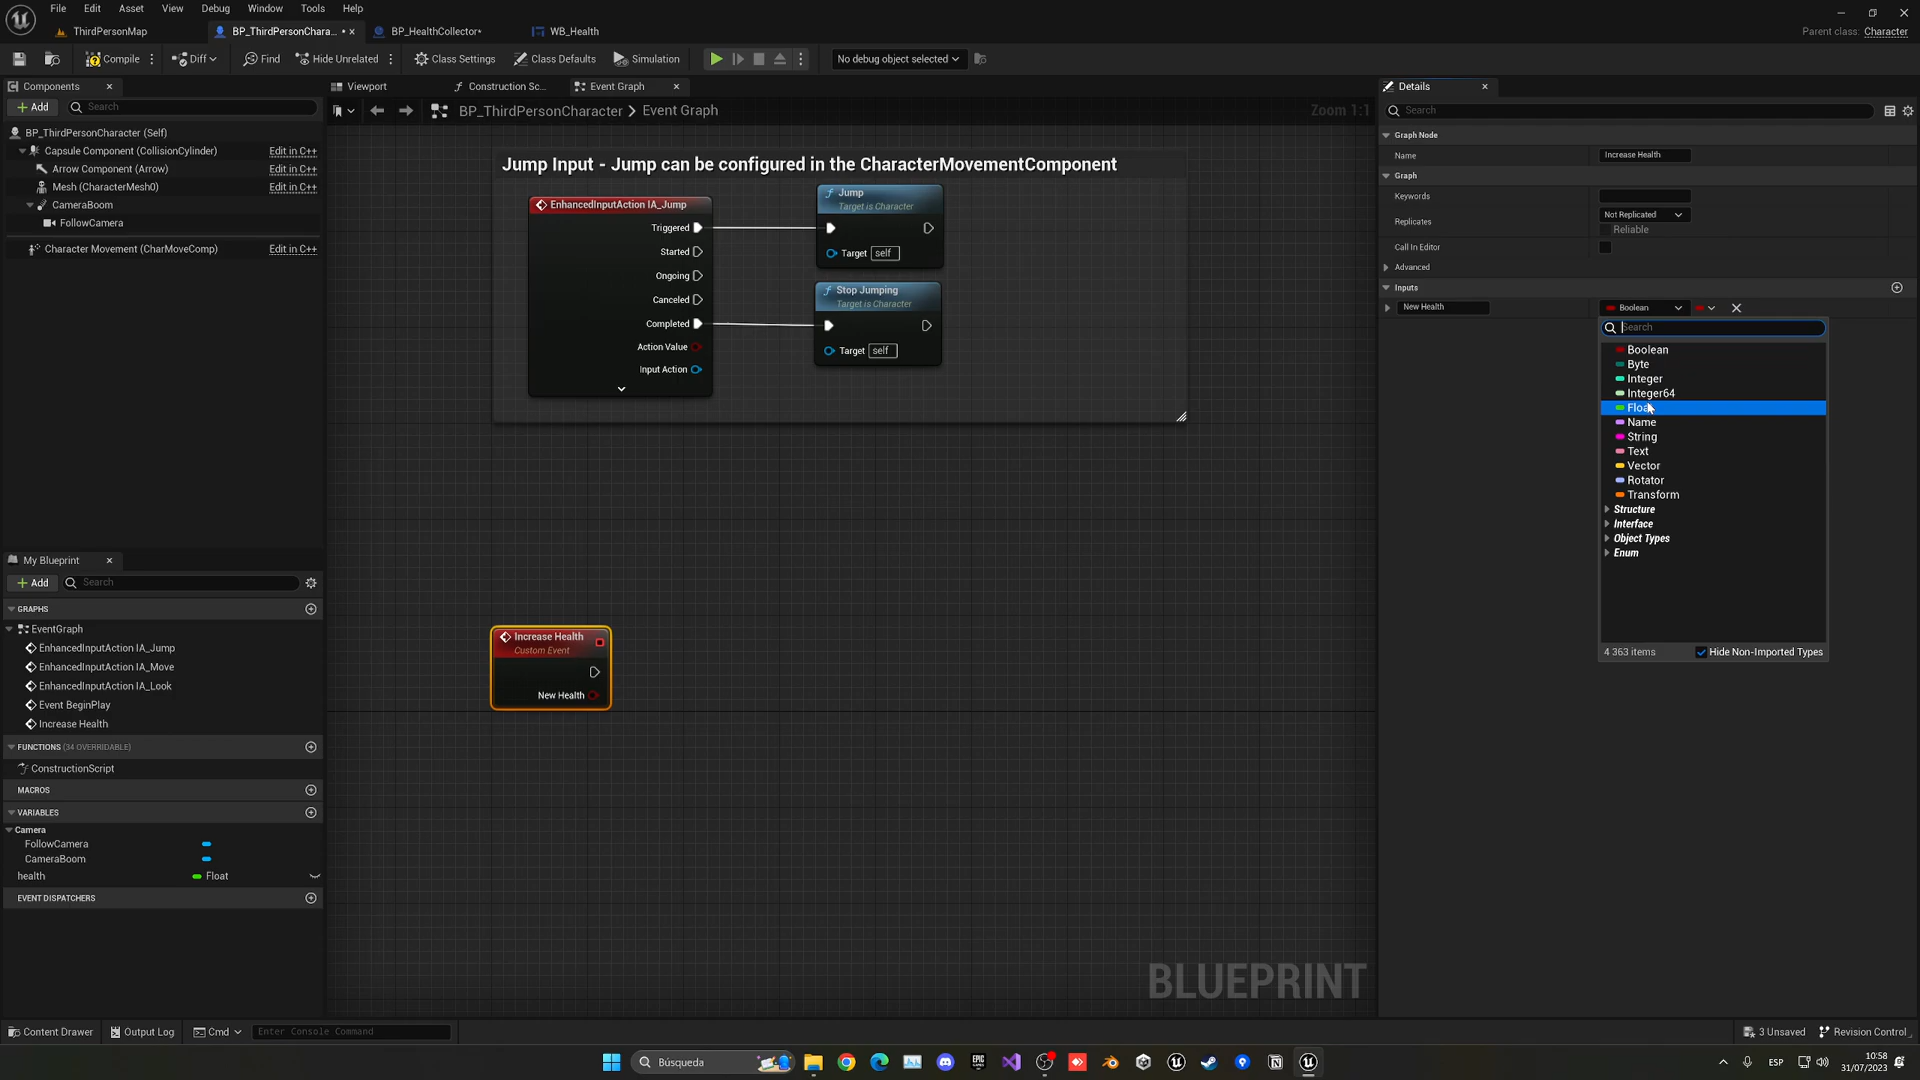 File Edit Asset View Debug Window Tools Help
ThirdPersonMap BP_ThirdPersonChara... BP_HealthCollector* WB_Health Parent class: Character
Compile Diff Find Hide Unrelated Class Settings Class Defaults Simulation No debug object selected
Components Viewport Construction Sc... Event Graph Details
Add Search BP_ThirdPersonCharacter > Event Graph Zoom 1:1 Search
BP_ThirdPersonCharacter (Self)
Capsule Component (CollisionCylinder) Edit in C++
Arrow Component (Arrow) Edit in C++
Mesh (CharacterMesh0) Edit in C++
CameraBoom
FollowCamera
Character Movement (CharMoveComp) Edit in C++
Jump Input - Jump can be configured in the CharacterMovementComponent
EnhancedInputAction IA_Jump
Triggered
Started
Ongoing
Canceled
Completed
Action Value
Input Action
Jump
Target is Character
Target self
Stop Jumping
Target is Character
Target self
Increase Health
Custom Event
New Health
BLUEPRINT
Graph Node
Name Increase Health
Graph
Keywords
Replicates Not Replicated
Reliable
Call In Editor
Advanced
Inputs
New Health Boolean
Search
Boolean
Byte
Integer
Integer64
Float
Name
String
Text
Vector
Rotator
Transform
Structure
Interface
Object Types
Enum
4 363 items Hide Non-Imported Types
My Blueprint
Add Search
GRAPHS
EventGraph
EnhancedInputAction IA_Jump
EnhancedInputAction IA_Move
EnhancedInputAction IA_Look
Event BeginPlay
Increase Health
FUNCTIONS (34 OVERRIDABLE)
ConstructionScript
MACROS
VARIABLES
Camera
FollowCamera
CameraBoom
health Float
EVENT DISPATCHERS
Content Drawer Output Log Cmd Enter Console Command 3 Unsaved Revision Control
Búsqueda EPIC GAMES ESP 10:58
31/07/2023